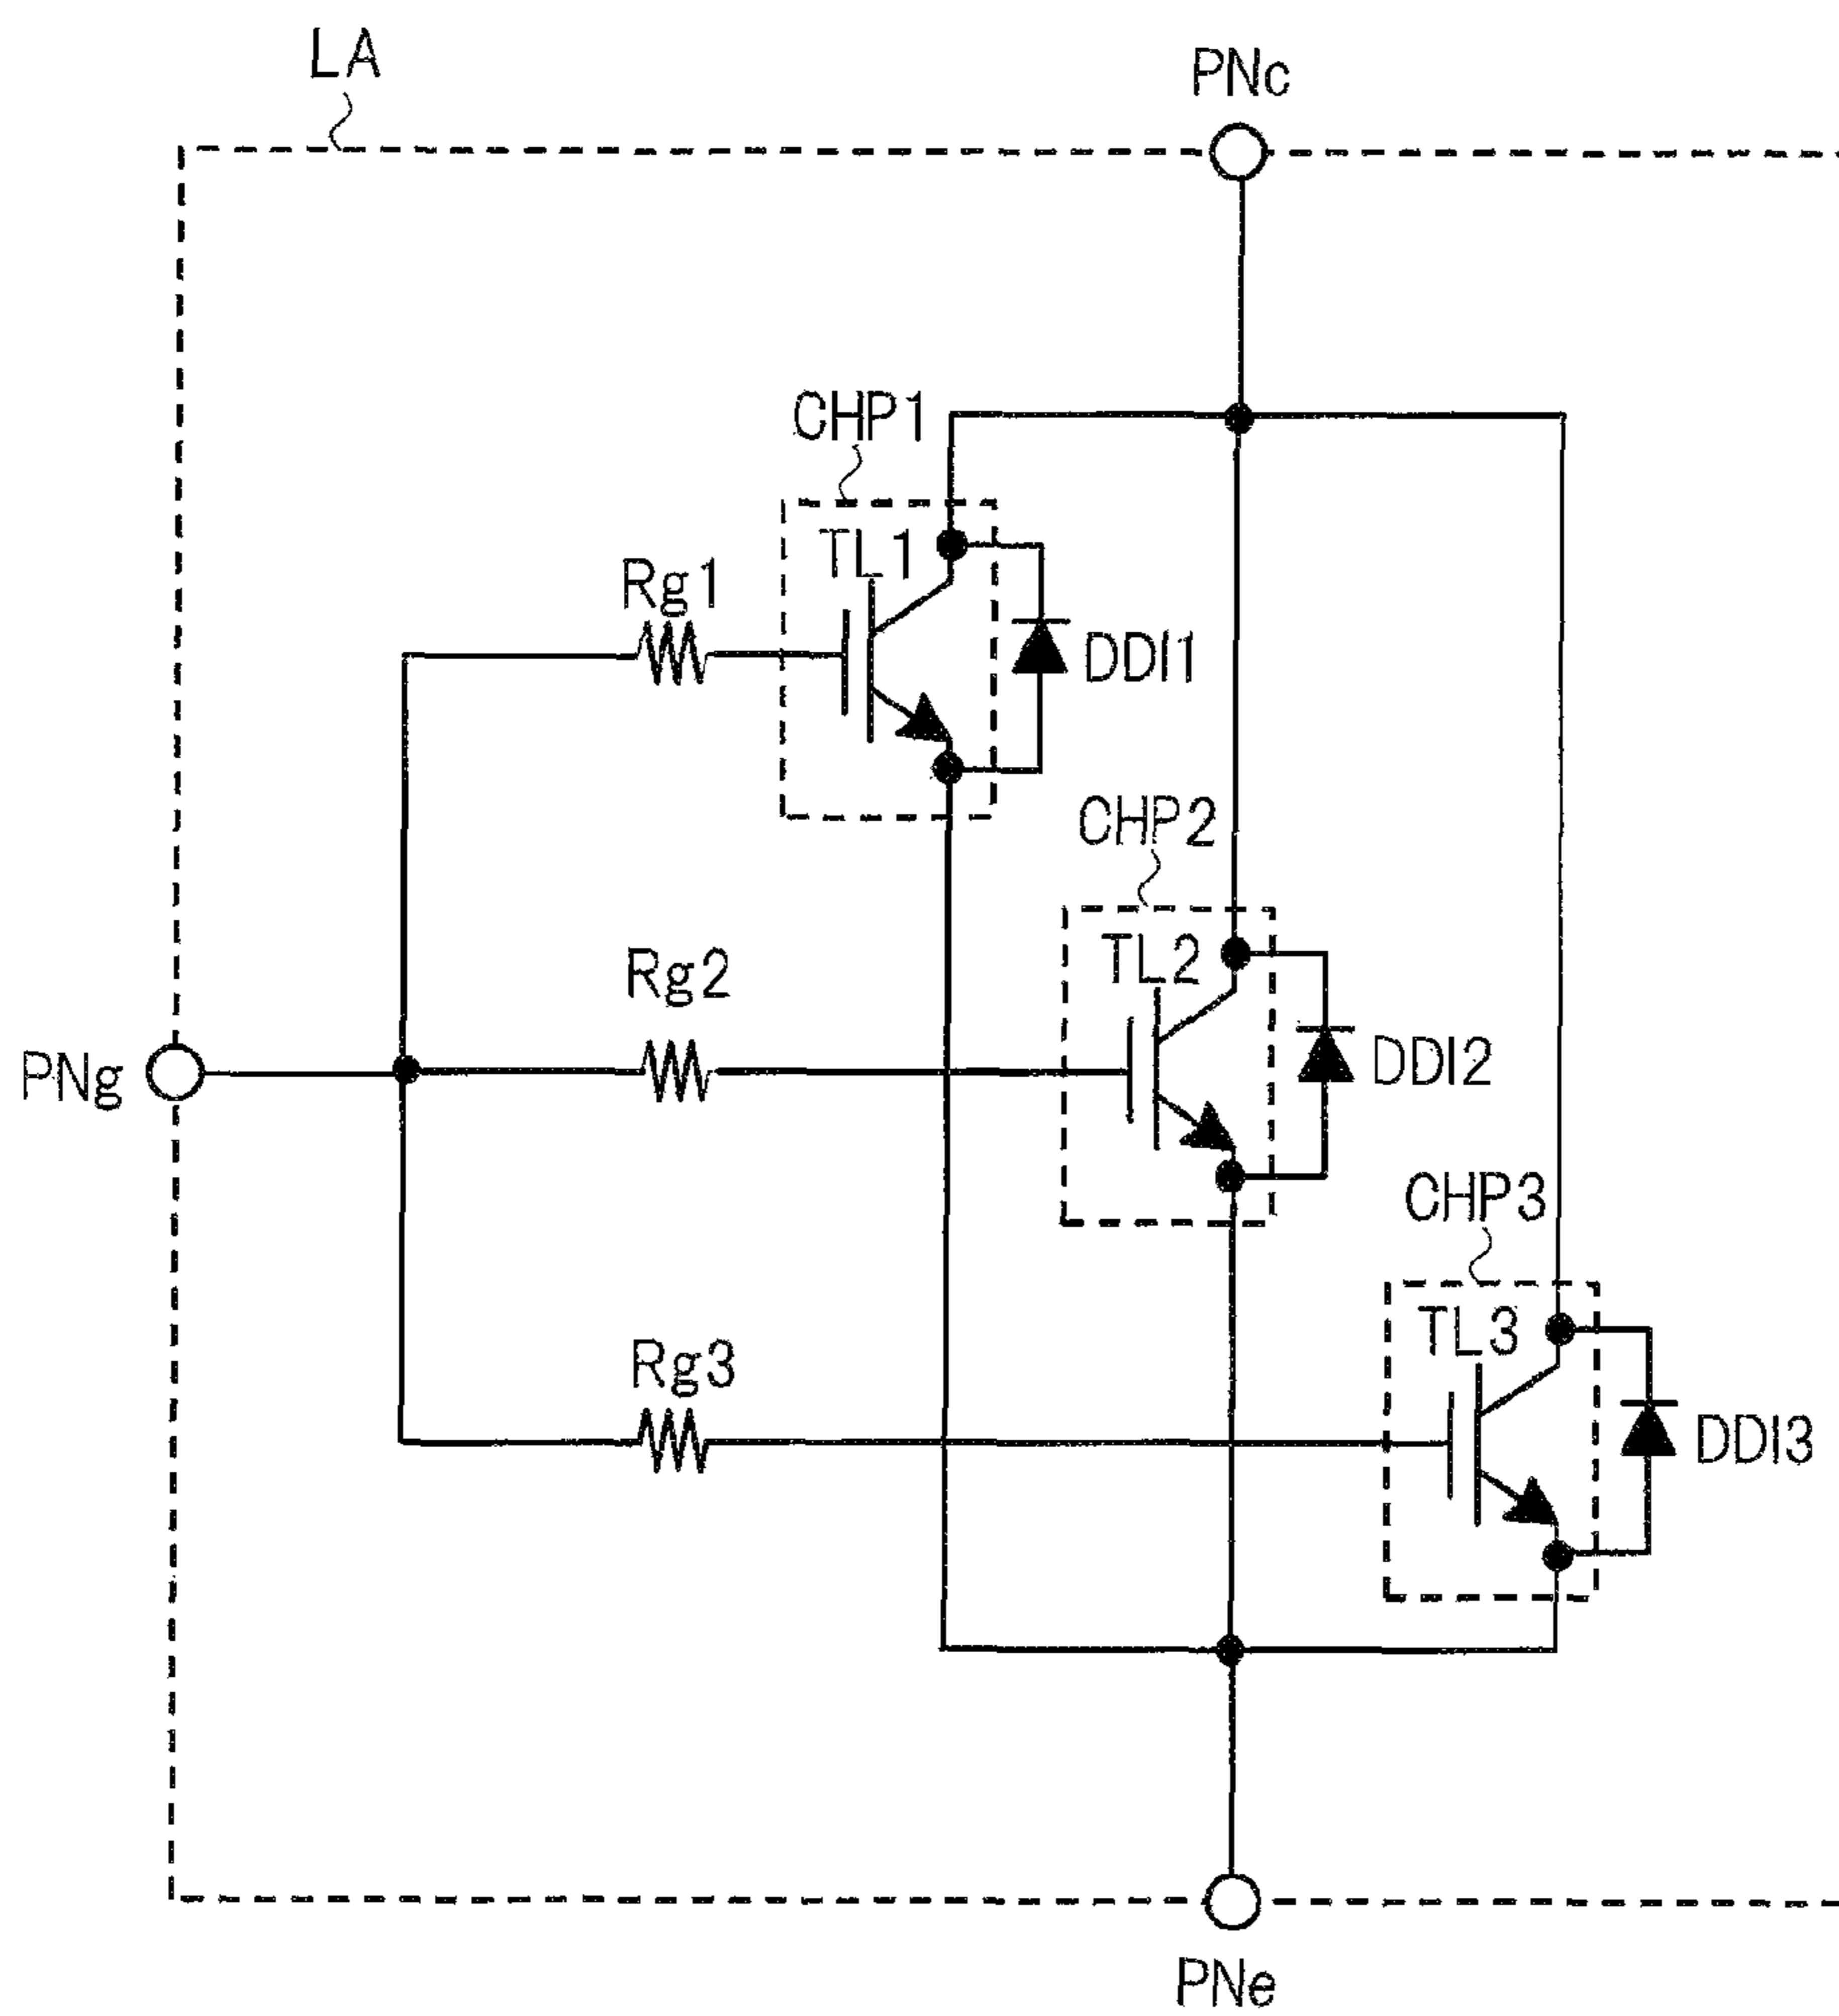 LA
PNc
CHP1
TL1
Rg1
DDI1
CHP2
Rg2
TL2
PNg
DDI2
CHP3
TL3
Rg3
DDI3
PNe